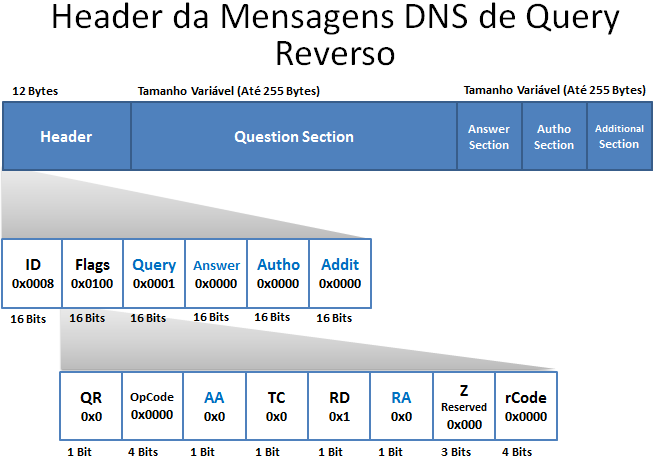 Header da Mensagens DNS de Query
Reverso
12 Bytes Tamanho Variável (Até 255 Bytes) Tamanho Variável (Até 255 Bytes)
Header Question Section Answer Section Autho Section Additional Section
ID Flags Query Answer Autho Addit
0x0008 0x0100 0x0001 0x0000 0x0000 0x0000
16 Bits 16 Bits 16 Bits 16 Bits 16 Bits 16 Bits
QR OpCode AA TC RD RA Z Reserved rCode
0x0 0x0000 0x0 0x0 0x1 0x0 0x000 0x0000
1 Bit 4 Bits 1 Bit 1 Bit 1 Bit 1 Bit 3 Bits 4 Bits